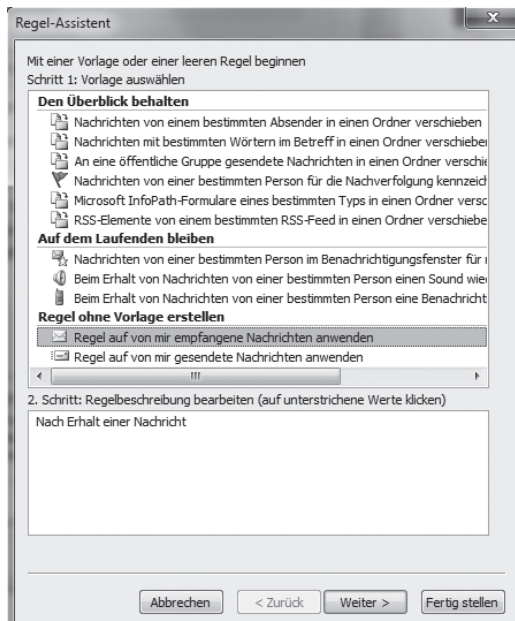 Regel-Assistent
Mit einer Vorlage oder einer leeren Regel beginnen
Schritt 1: Vorlage auswählen
Den Überblick behalten
Nachrichten von einem bestimmten Absender in einen Ordner verschieben
Nachrichten mit bestimmten Wörtern im Betreff in einen Ordner verschieben
An eine öffentliche Gruppe gesendete Nachrichten in einen Ordner verschie
Nachrichten von einer bestimmten Person für die Nachverfolgung kennzeich
Microsoft InfoPath-Formulare eines bestimmten Typs in einen Ordner versc
RSS-Elemente von einem bestimmten RSS-Feed in einen Ordner verschiebe
Auf dem Laufenden bleiben
Nachrichten von einer bestimmten Person im Benachrichtigungsfenster für
Beim Erhalt von Nachrichten von einer bestimmten Person einen Sound wie
Beim Erhalt von Nachrichten von einer bestimmten Person eine Benachricht
Regel ohne Vorlage erstellen
Regel auf von mir empfangene Nachrichten anwenden
Regel auf von mir gesendete Nachrichten anwenden
2. Schritt: Regelbeschreibung bearbeiten (auf unterstrichene Werte klicken)
Nach Erhalt einer Nachricht
Abbrechen < Zurück Weiter > Fertig stellen